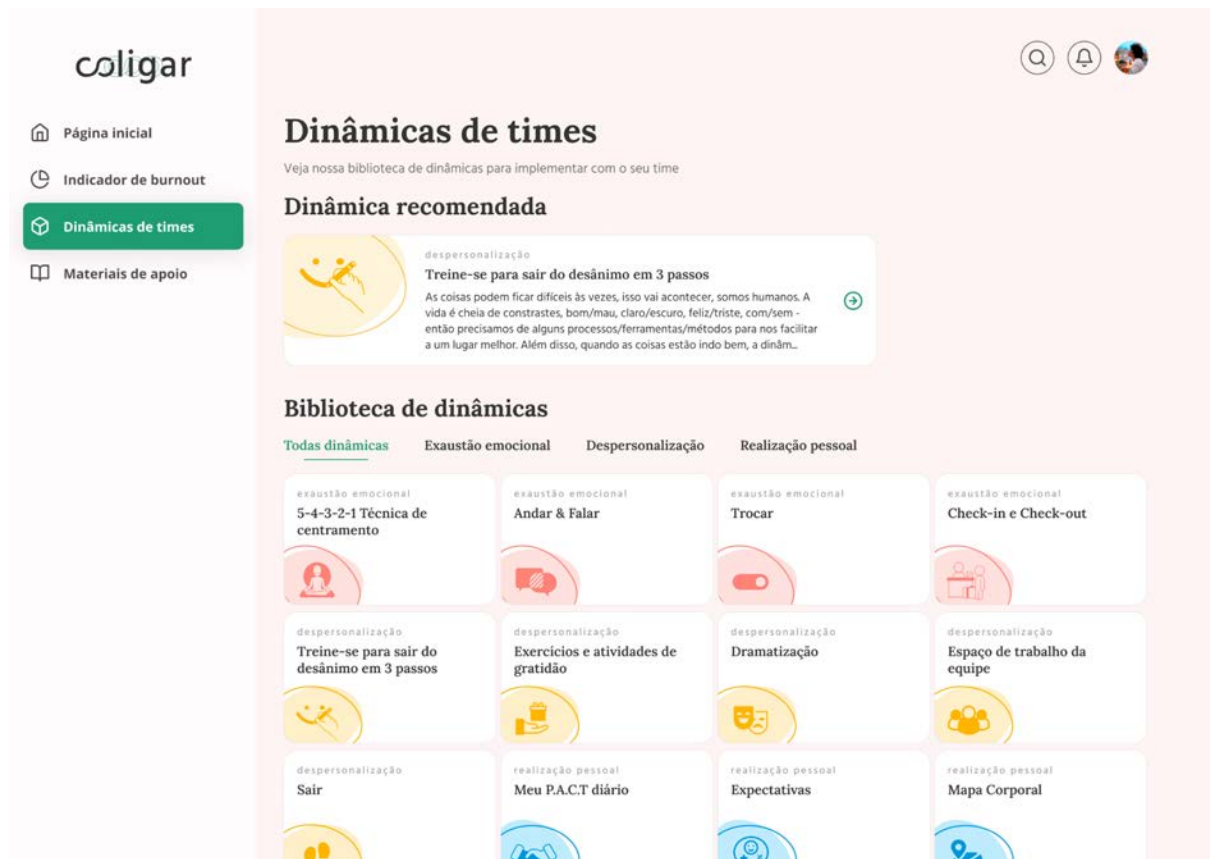 coligar
Página inicial
Indicador de burnout
Dinâmicas de times
Materiais de apoio
Dinâmicas de times
Veja nossa biblioteca de dinâmicas para implementar com o seu time
Dinâmica recomendada
despersonalização
Treine-se para sair do desânimo em 3 passos
As coisas podem ficar difíceis às vezes, isso vai acontecer, somos humanos. A
vida é cheia de constrastes, bom/mau, claro/escuro, feliz/triste, com/sem -
então precisamos de alguns processos/ferramentas/métodos para nos facilitar
a um lugar melhor. Além disso, quando as coisas estão indo bem, a dinâm...
Biblioteca de dinâmicas
Todas dinâmicas Exaustão emocional Despersonalização Realização pessoal
exaustão emocional
5-4-3-2-1 Técnica de
centramento
exaustão emocional
Andar & Falar
exaustão emocional
Trocar
exaustão emocional
Check-in e Check-out
despersonalização
Treine-se para sair do
desânimo em 3 passos
despersonalização
Exercícios e atividades de
gratidão
despersonalização
Dramatização
despersonalização
Espaço de trabalho da
equipe
despersonalização
Sair
realização pessoal
Meu P.A.C.T diário
realização pessoal
Expectativas
realização pessoal
Mapa Corporal